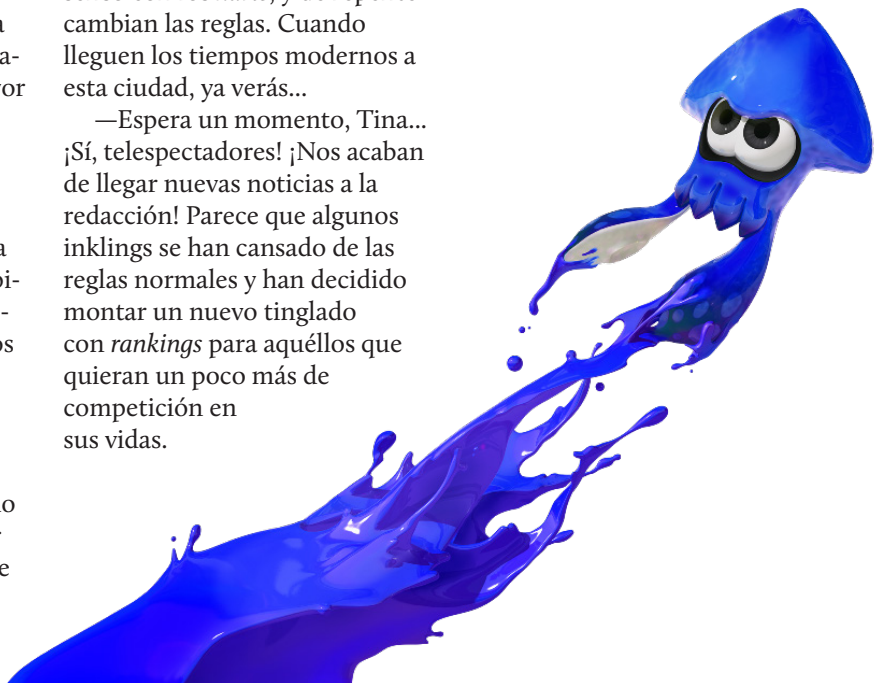 cambian las reglas. Cuando
lleguen los tiempos modernos a
esta ciudad, ya verás...
—Espera un momento, Tina...
¡Sí, telespectadores! ¡Nos acaban
de llegar nuevas noticias a la
redacción! Parece que algunos
inklings se han cansado de las
reglas normales y han decidido
montar un nuevo tinglado
con rankings para aquéllos que
quieran un poco más de
competición en
sus vidas.